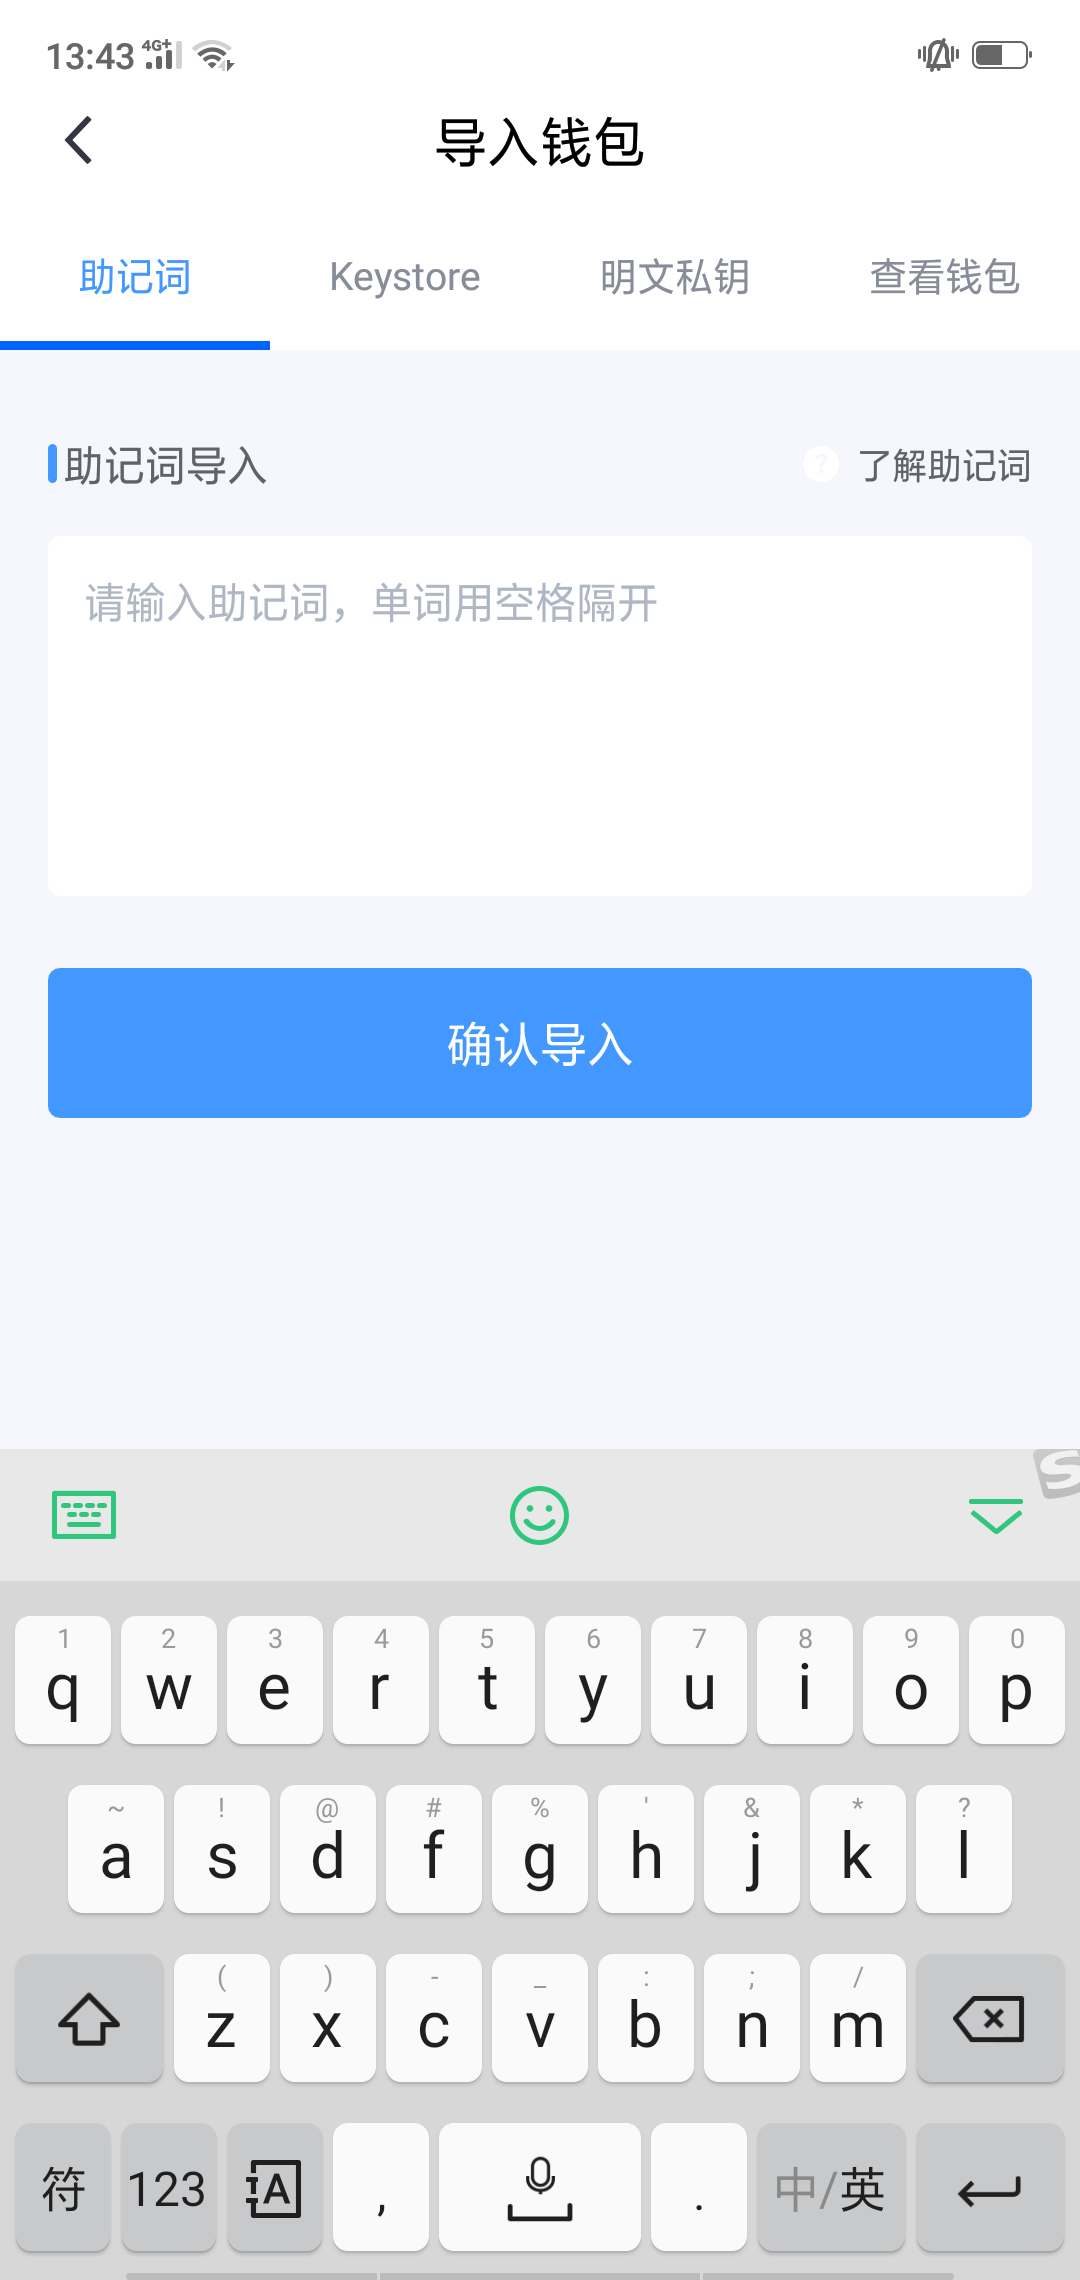 13:43 4G+
导入钱包
助记词 Keystore 明文私钥 查看钱包
助记词导入 ? 了解助记词
请输入助记词，单词用空格隔开
确认导入
S
1 2 3 4 5 6 7 8 9 0
q w e r t y u i o p
~ ! @ # % ' & * ?
a s d f g h j k l
( ) - _ : ; /
z x c v b n m
符 123 A , . 中/英